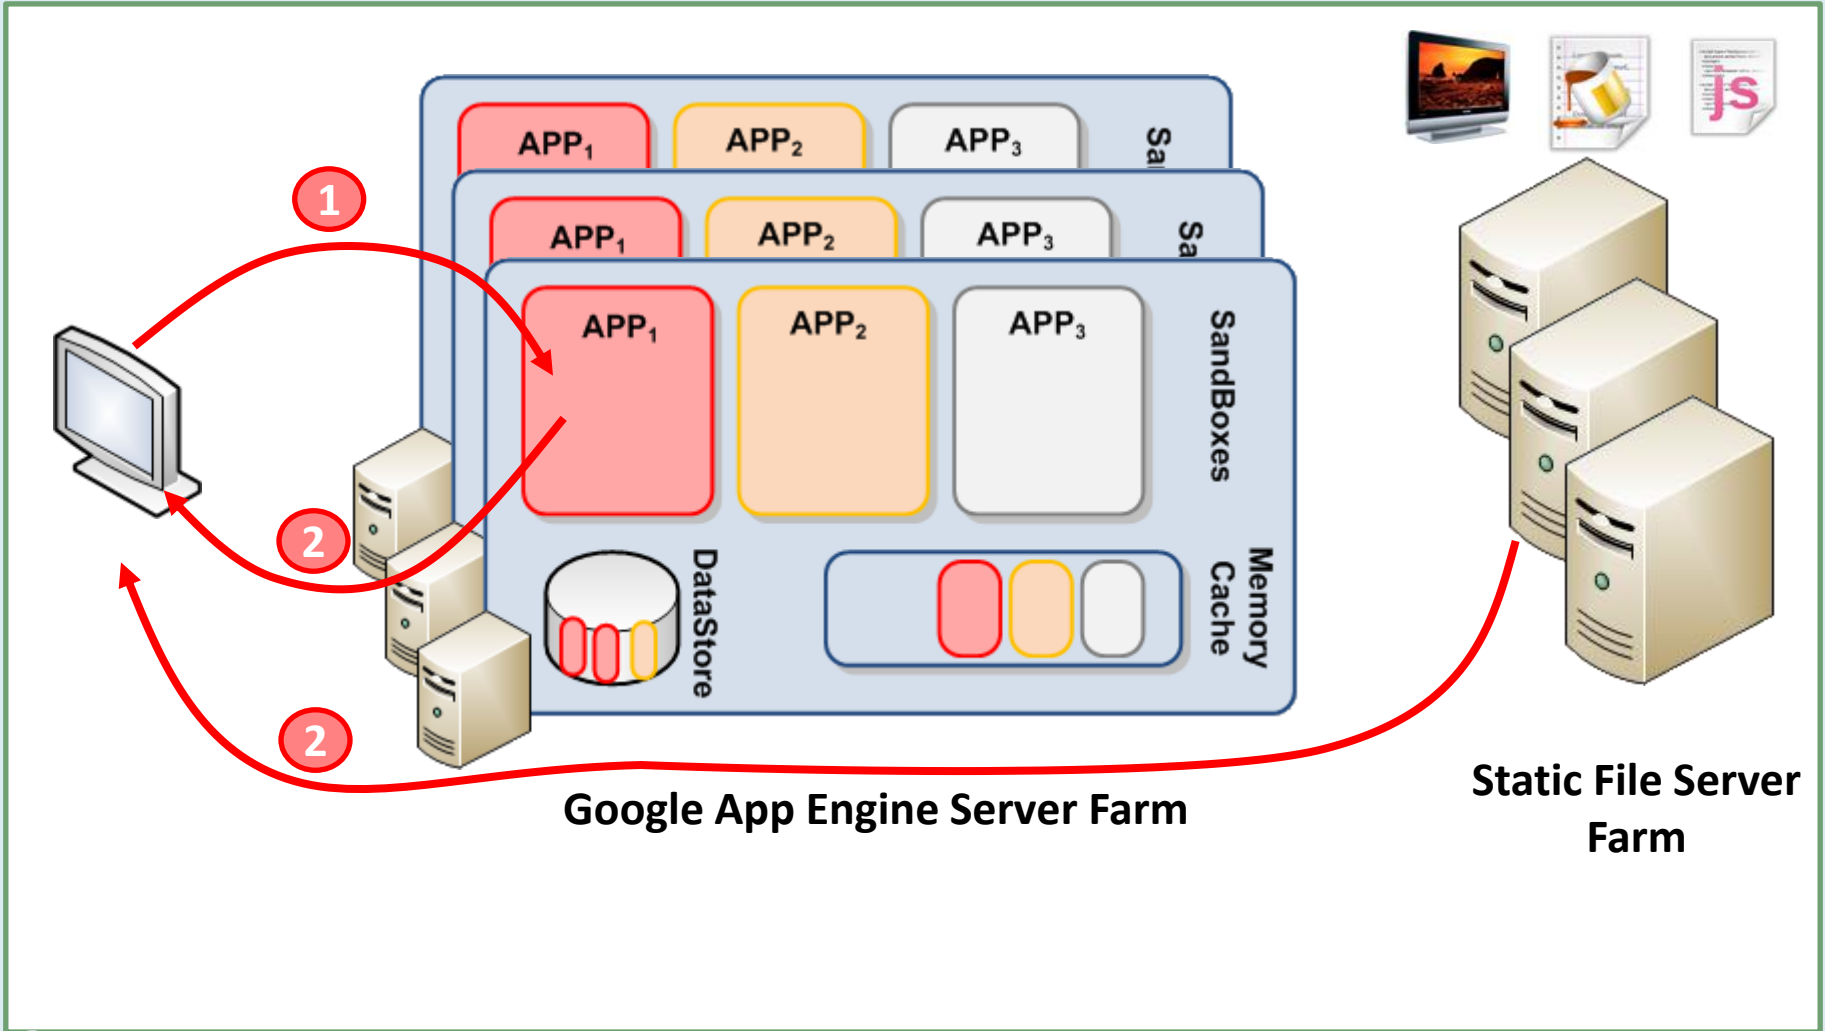 js
APP₁ APP₂ APP₃ Sa
1
APP₁ APP₂ APP₃ Sa
APP₁ APP₂ APP₃
SandBoxes
2
DataStore
Memory
Cache
2
Google App Engine Server Farm
Static File Server
Farm